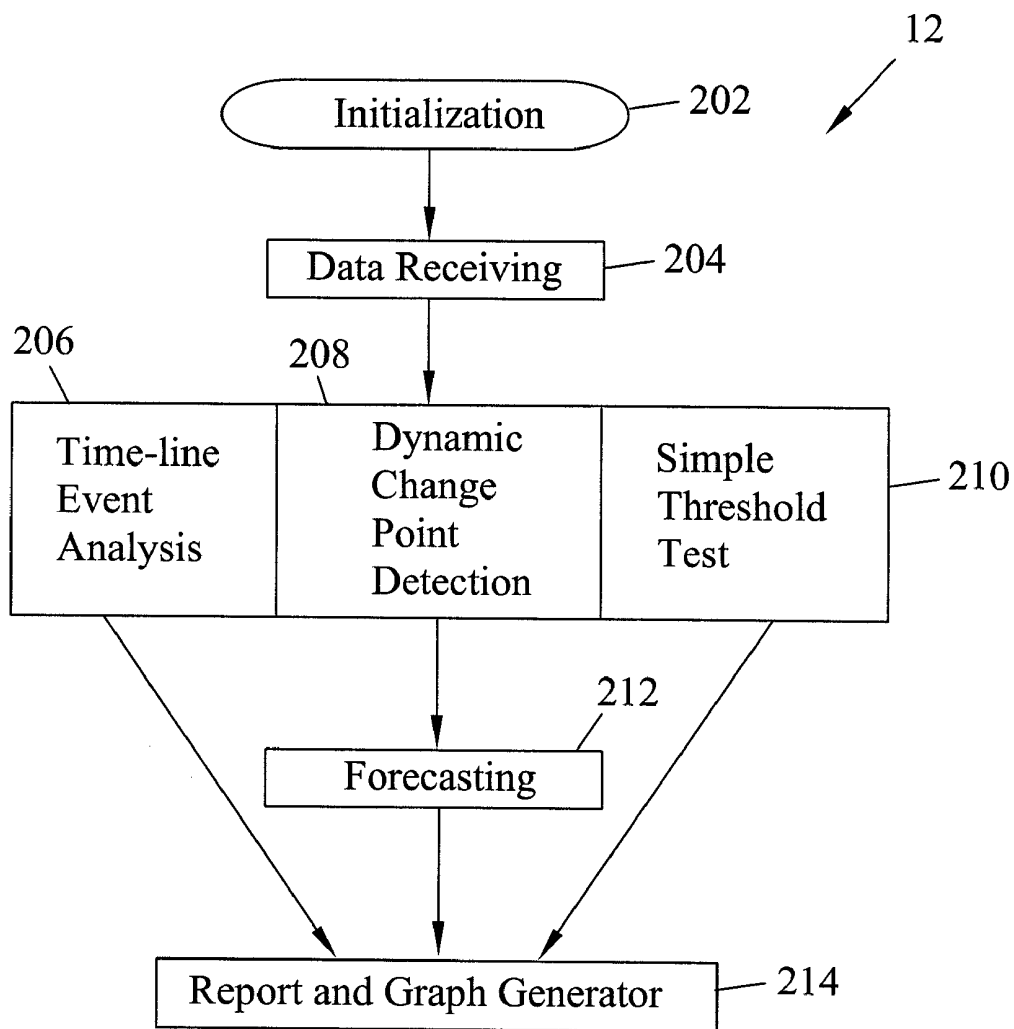 12
Initialization
202
Data Receiving
204
206
208
Time-line
Event
Analysis
Dynamic
Change
Point
Detection
Simple
Threshold
Test
210
212
Forecasting
Report and Graph Generator
214